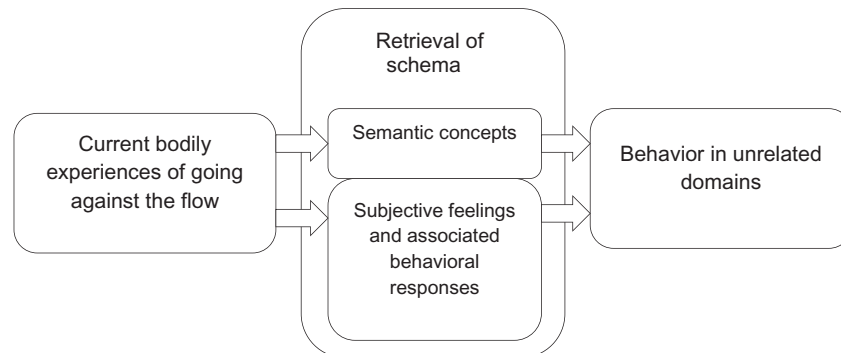 Retrieval of
schema
Current bodily
experiences of going
against the flow
Semantic concepts
Subjective feelings
and associated
behavioral
responses
Behavior in unrelated
domains